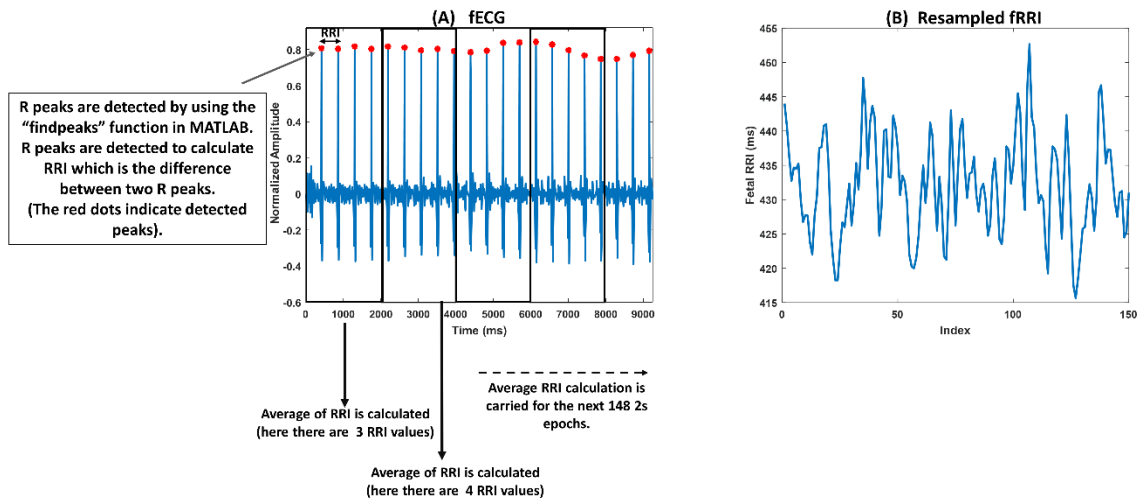 (A) fECG
RRI
0.8
0.6
0.4
0.2
0
-0.2
-0.4
-0.6
Normalized Amplitude
0 1000 2000 3000 4000 5000 6000 7000 8000 9000
Time (ms)
R peaks are detected by using the
“findpeaks” function in MATLAB.
R peaks are detected to calculate
RRI which is the difference
between two R peaks.
(The red dots indicate detected
peaks).
Average of RRI is calculated
(here there are 3 RRI values)
Average of RRI is calculated
(here there are 4 RRI values)
Average RRI calculation is
carried for the next 148 2s
epochs.
(B) Resampled fRRI
465
460
455
450
445
440
435
430
425
420
415
Fetal RRI (ms)
0 50 100 150
Index